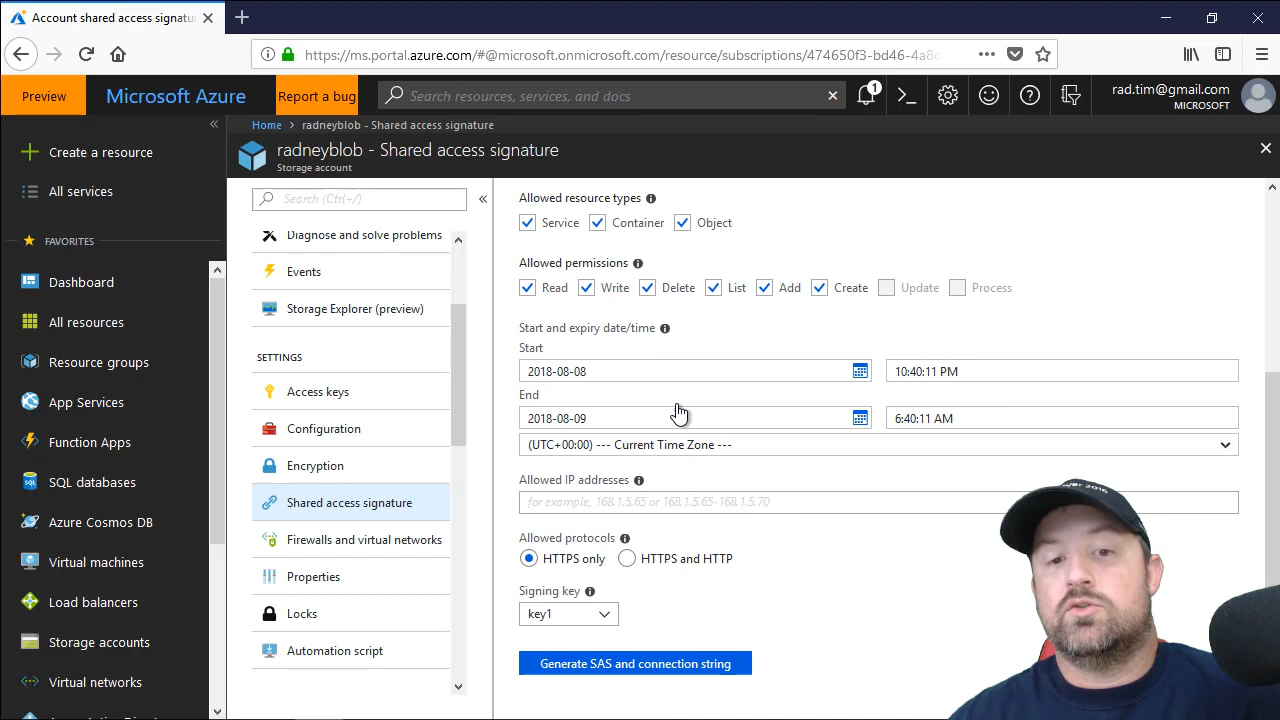 Account shared access signatu
https://ms.portal.azure.com/#@microsoft.onmicrosoft.com/resource/subscriptions/474650f3-bd46-4a8
Preview
Microsoft Azure
Report a bug
Search resources, services, and docs
1
rad.tim@gmail.com
MICROSOFT
Home > radneyblob - Shared access signature
radneyblob - Shared access signature
Storage account
Create a resource
All services
FAVORITES
Dashboard
All resources
Resource groups
App Services
Function Apps
SQL databases
Azure Cosmos DB
Virtual machines
Load balancers
Storage accounts
Virtual networks
Search (Ctrl+/)
Diagnose and solve problems
Events
Storage Explorer (preview)
SETTINGS
Access keys
Configuration
Encryption
Shared access signature
Firewalls and virtual networks
Properties
Locks
Automation script
Allowed resource types
Service Container Object
Allowed permissions
Read Write Delete List Add Create Update Process
Start and expiry date/time
Start
2018-08-08 10:40:11 PM
End
2018-08-09 6:40:11 AM
(UTC+00:00) --- Current Time Zone ---
Allowed IP addresses
for example, 168.1.5.65 or 168.1.5.65-168.1.5.70
Allowed protocols
HTTPS only HTTPS and HTTP
Signing key
key1
Generate SAS and connection string